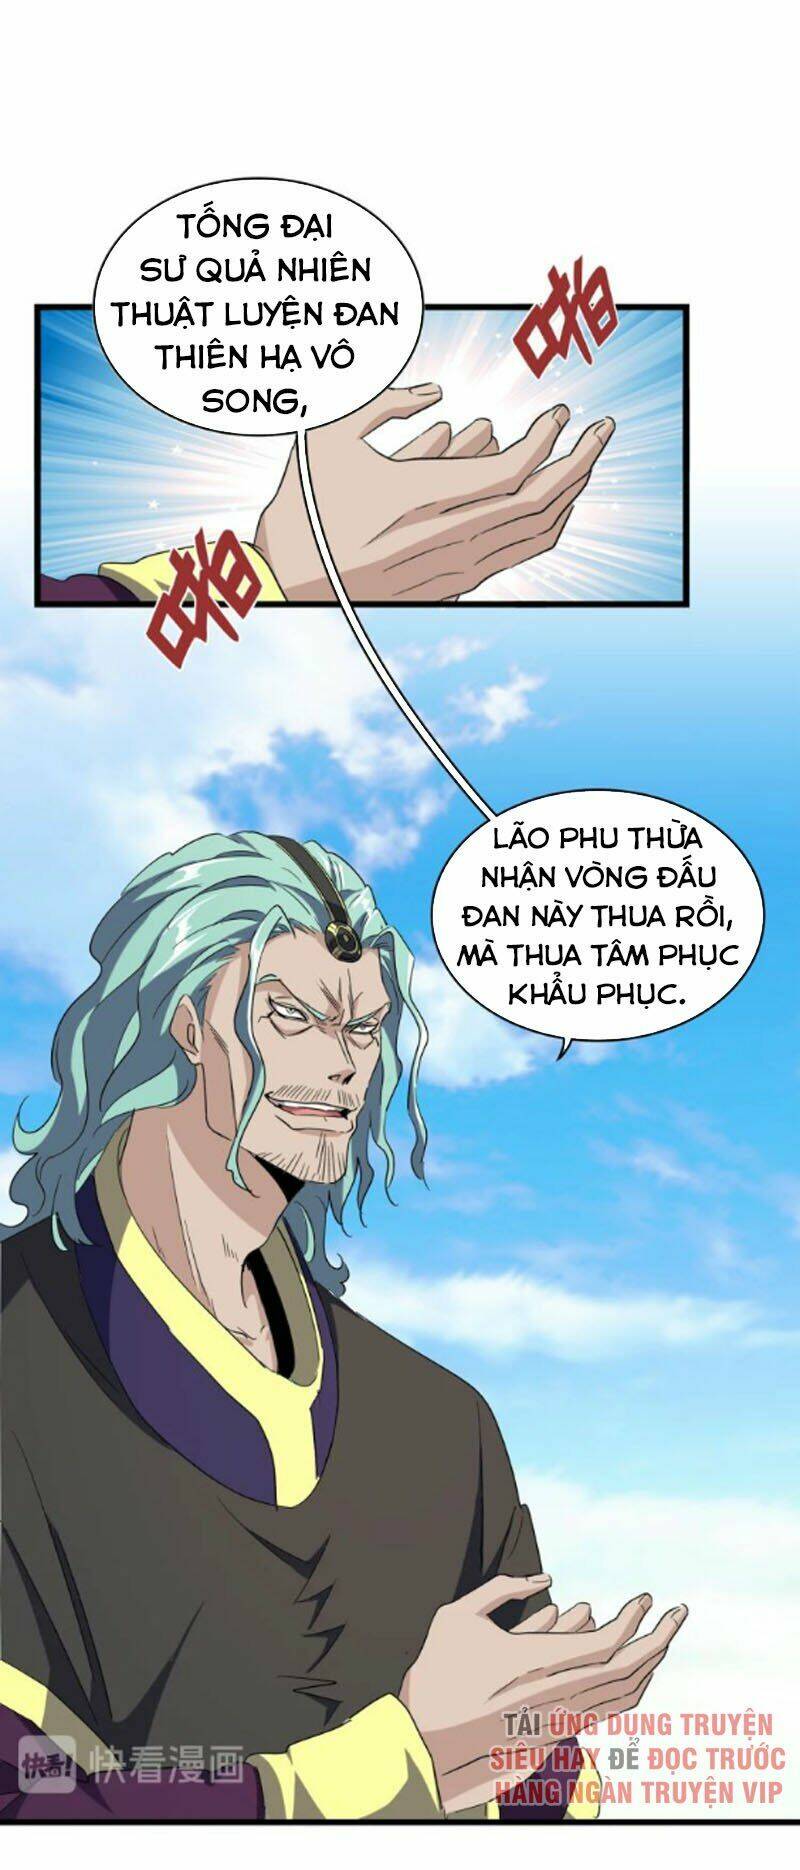 TỐNG ĐẠI
SƯ QUẢ NHIÊN
THUẬT LUYỆN ĐAN
THIÊN HẠ VÔ
SONG,
啪
啪
LÃO PHU THỪA
NHẬN VÒNG ĐẤU
ĐAN NÀY THUA RỒI,
MÀ THUA TÂM PHỤC
KHẨU PHỤC.
快看! 快看漫画
TẢI ỨNG DỤNG TRUYỆN
SIÊU HAY ĐỂ ĐỌC TRƯỚC
HÀNG NGÀN TRUYỆN VIP